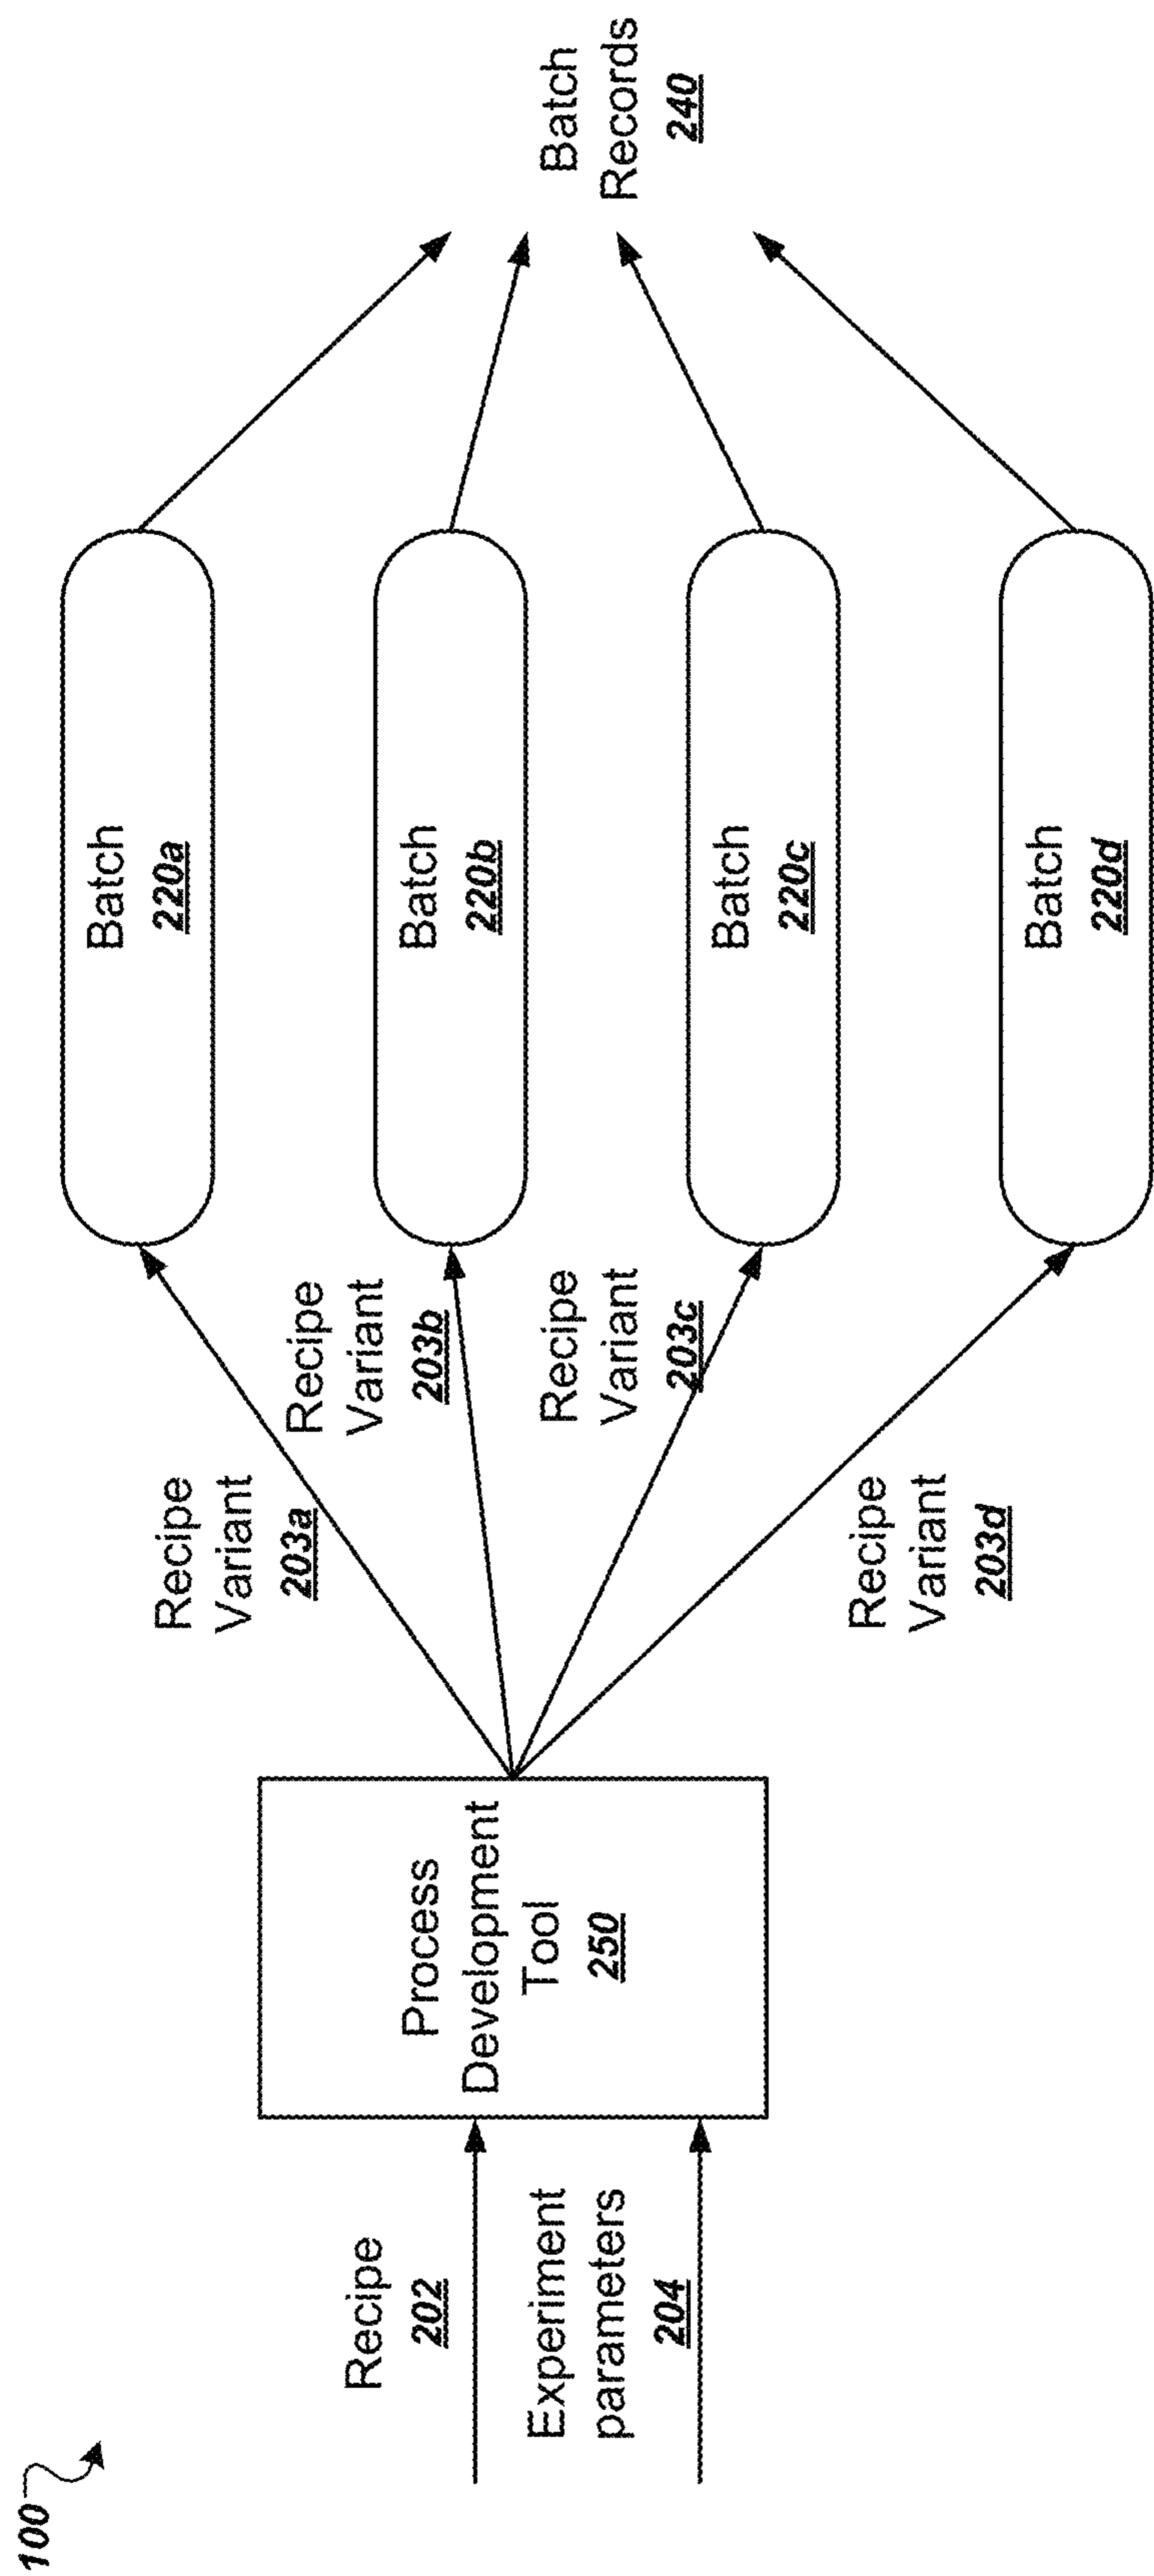 100
Recipe
202
Experiment
parameters
204
Process
Development
Tool
250
Recipe
Variant
203a
Recipe
Variant
203b
Recipe
Variant
203c
Recipe
Variant
203d
Batch
220a
Batch
220b
Batch
220c
Batch
220d
Batch
Records
240